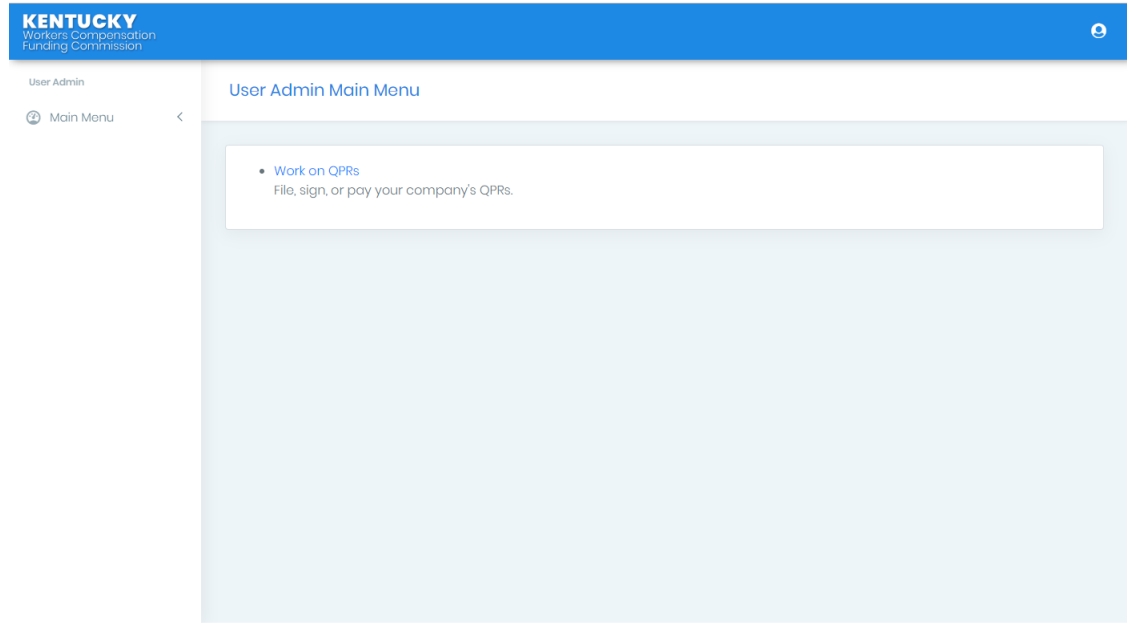 KENTUCKY
Workers Compensation
Funding Commission
User Admin
Main Menu
User Admin Main Menu
Work on QPRs
File, sign, or pay your company's QPRs.